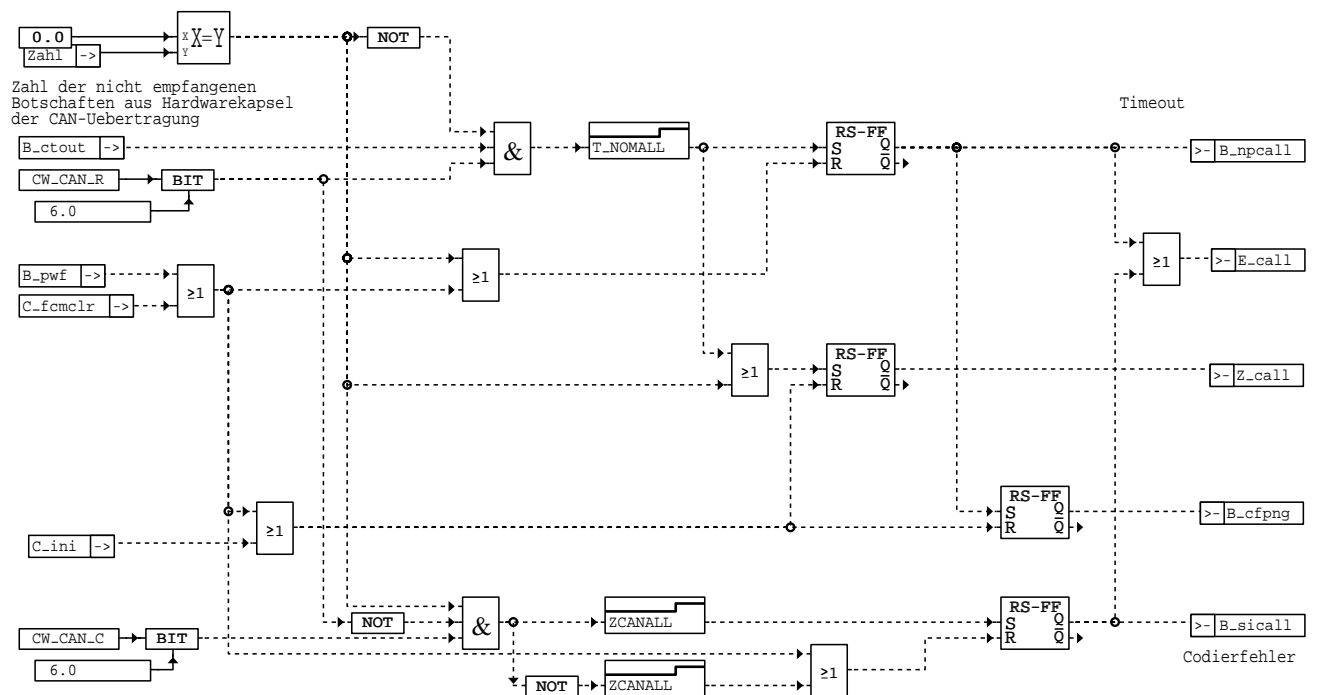 0.0
X
Y
X=Y
NOT
Zahl ->
Zahl der nicht empfangenen
Botschaften aus Hardwarekapsel
der CAN-Uebertragung
Timeout
B_ctout ->
&
T_NOMALL
RS-FF
S Q
R Q̅
>- B_npcall
CW_CAN_R
BIT
6.0
B_pwf ->
≥1
C_fcmclr ->
≥1
≥1
>- E_call
≥1
RS-FF
S Q
R Q̅
>- Z_call
C_ini ->
≥1
RS-FF
S Q
R Q̅
>- B_cfpng
NOT
&
ZCANALL
RS-FF
S Q
R Q̅
>- B_sicall
Codierfehler
CW_CAN_C
BIT
6.0
NOT
ZCANALL
≥1